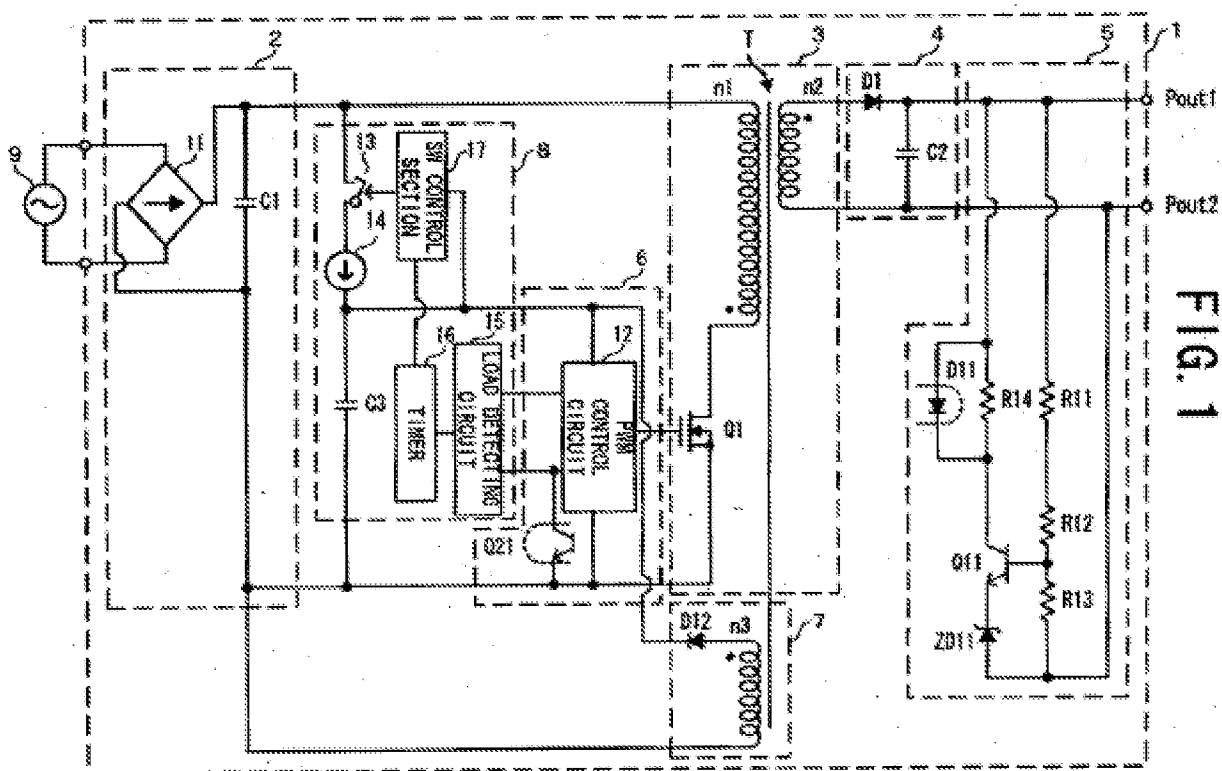 FIG. 1
1
2
3
4
5
T
n1
n2
D1
Pout1
9
11
C1
13
SW CONTROL
SECTION
17
8
C2
Pout2
14
6
16
15
12
C3
TIMER
LOAD DETECTING
CIRCUIT
CONTROL
CIRCUIT
PWM
Q1
D11
R14
R11
Q21
R12
Q11
R13
ZD11
D12
n3
7